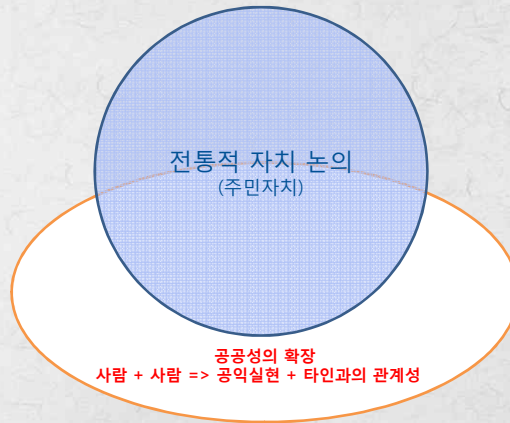 전통적 자치 논의
(주민자치)
공공성의 확장
사람 + 사람 => 공익실현 + 타인과의 관계성